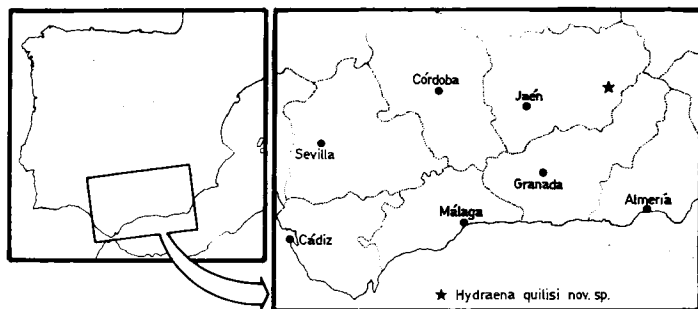 Córdoba
Jaén
Sevilla
Granada
Almería
Málaga
Cádiz
★ Hydraena quilisi nov. sp.